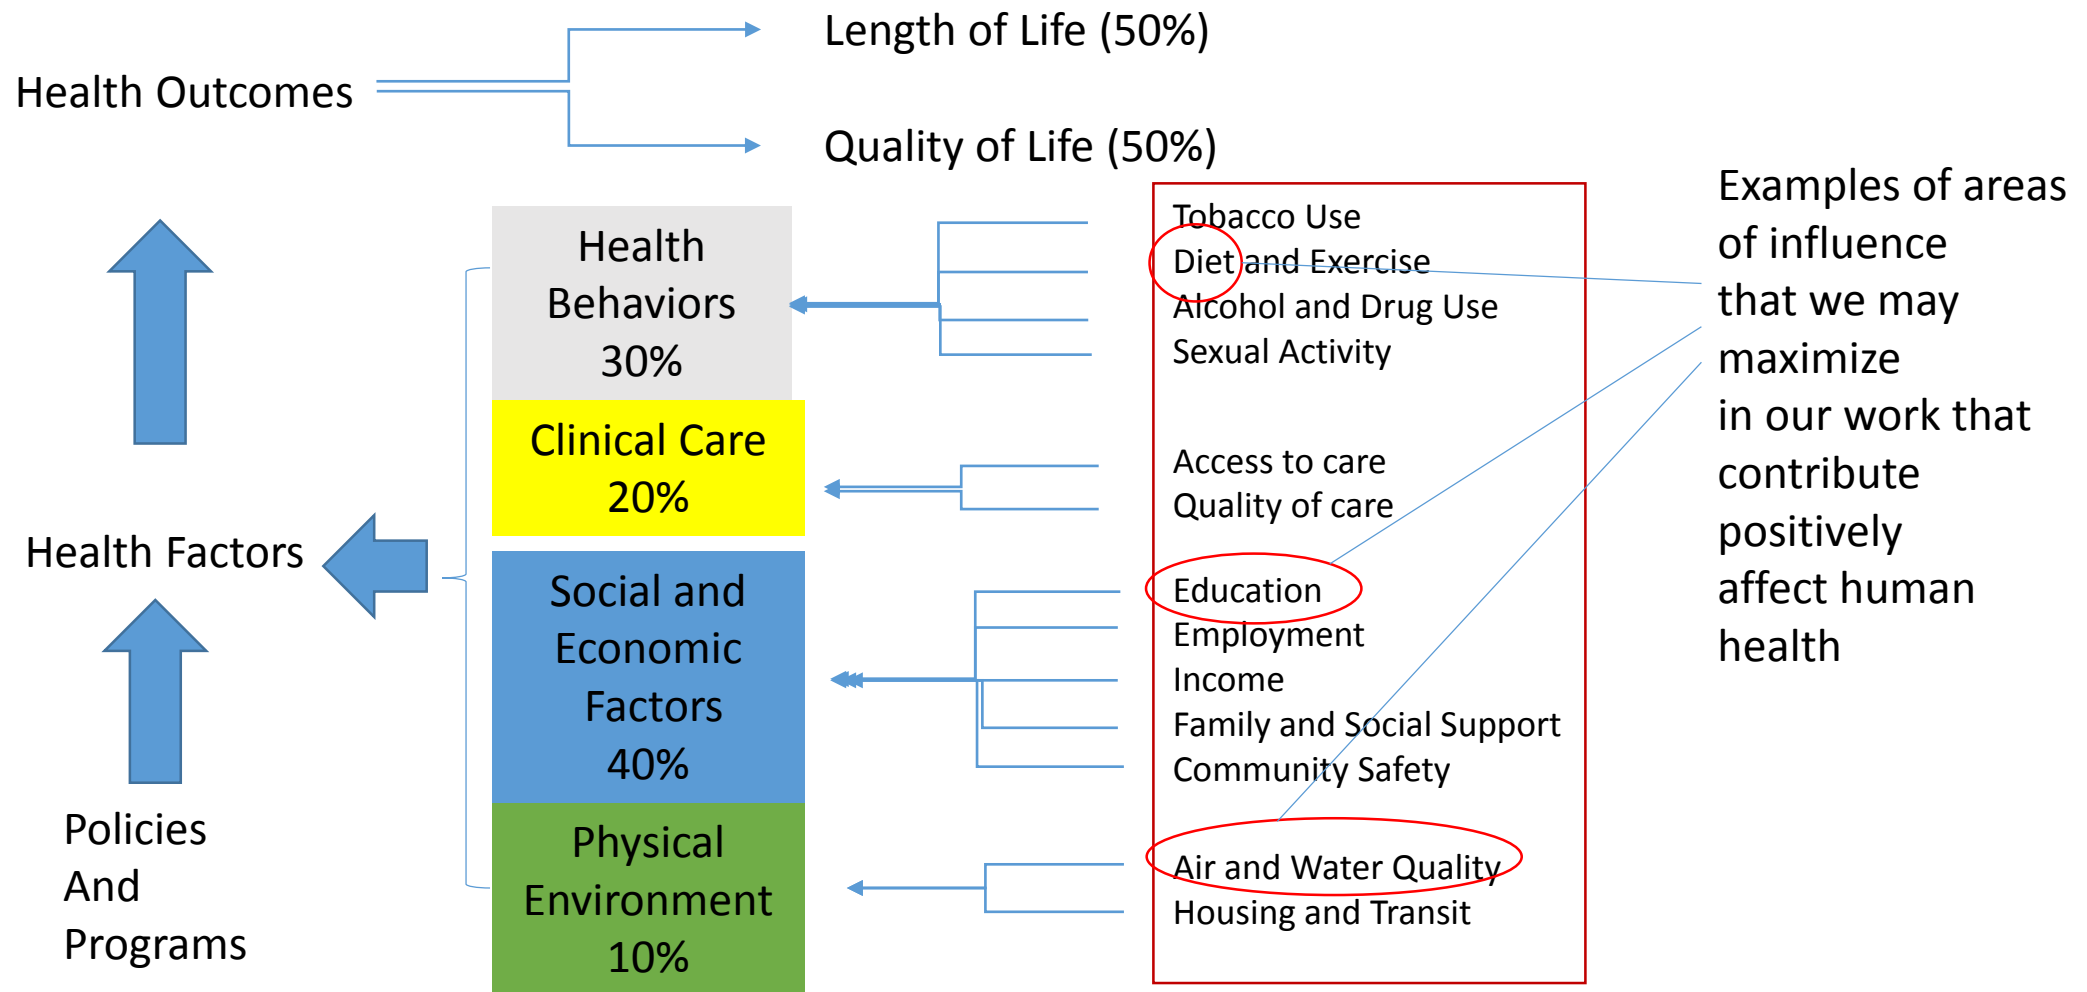 Length of Life (50%)
Health Outcomes
Quality of Life (50%)
Health
Behaviors
30%
Clinical Care
20%
Social and
Economic
Factors
40%
Physical
Environment
10%
Health Factors
Policies
And
Programs
Tobacco Use
Diet and Exercise
Alcohol and Drug Use
Sexual Activity
Access to care
Quality of care
Education
Employment
Income
Family and Social Support
Community Safety
Air and Water Quality
Housing and Transit
Examples of areas
of influence
that we may
maximize
in our work that
contribute
positively
affect human
health